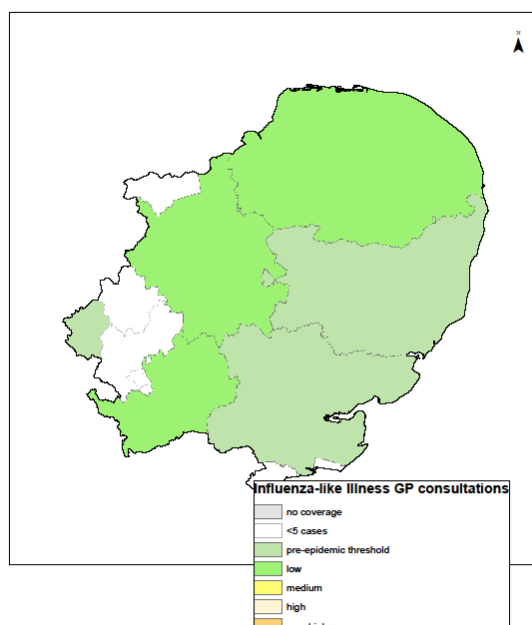 N
Influenza-like Illness GP consultations
no coverage
<5 cases
pre-epidemic threshold
low
medium
high